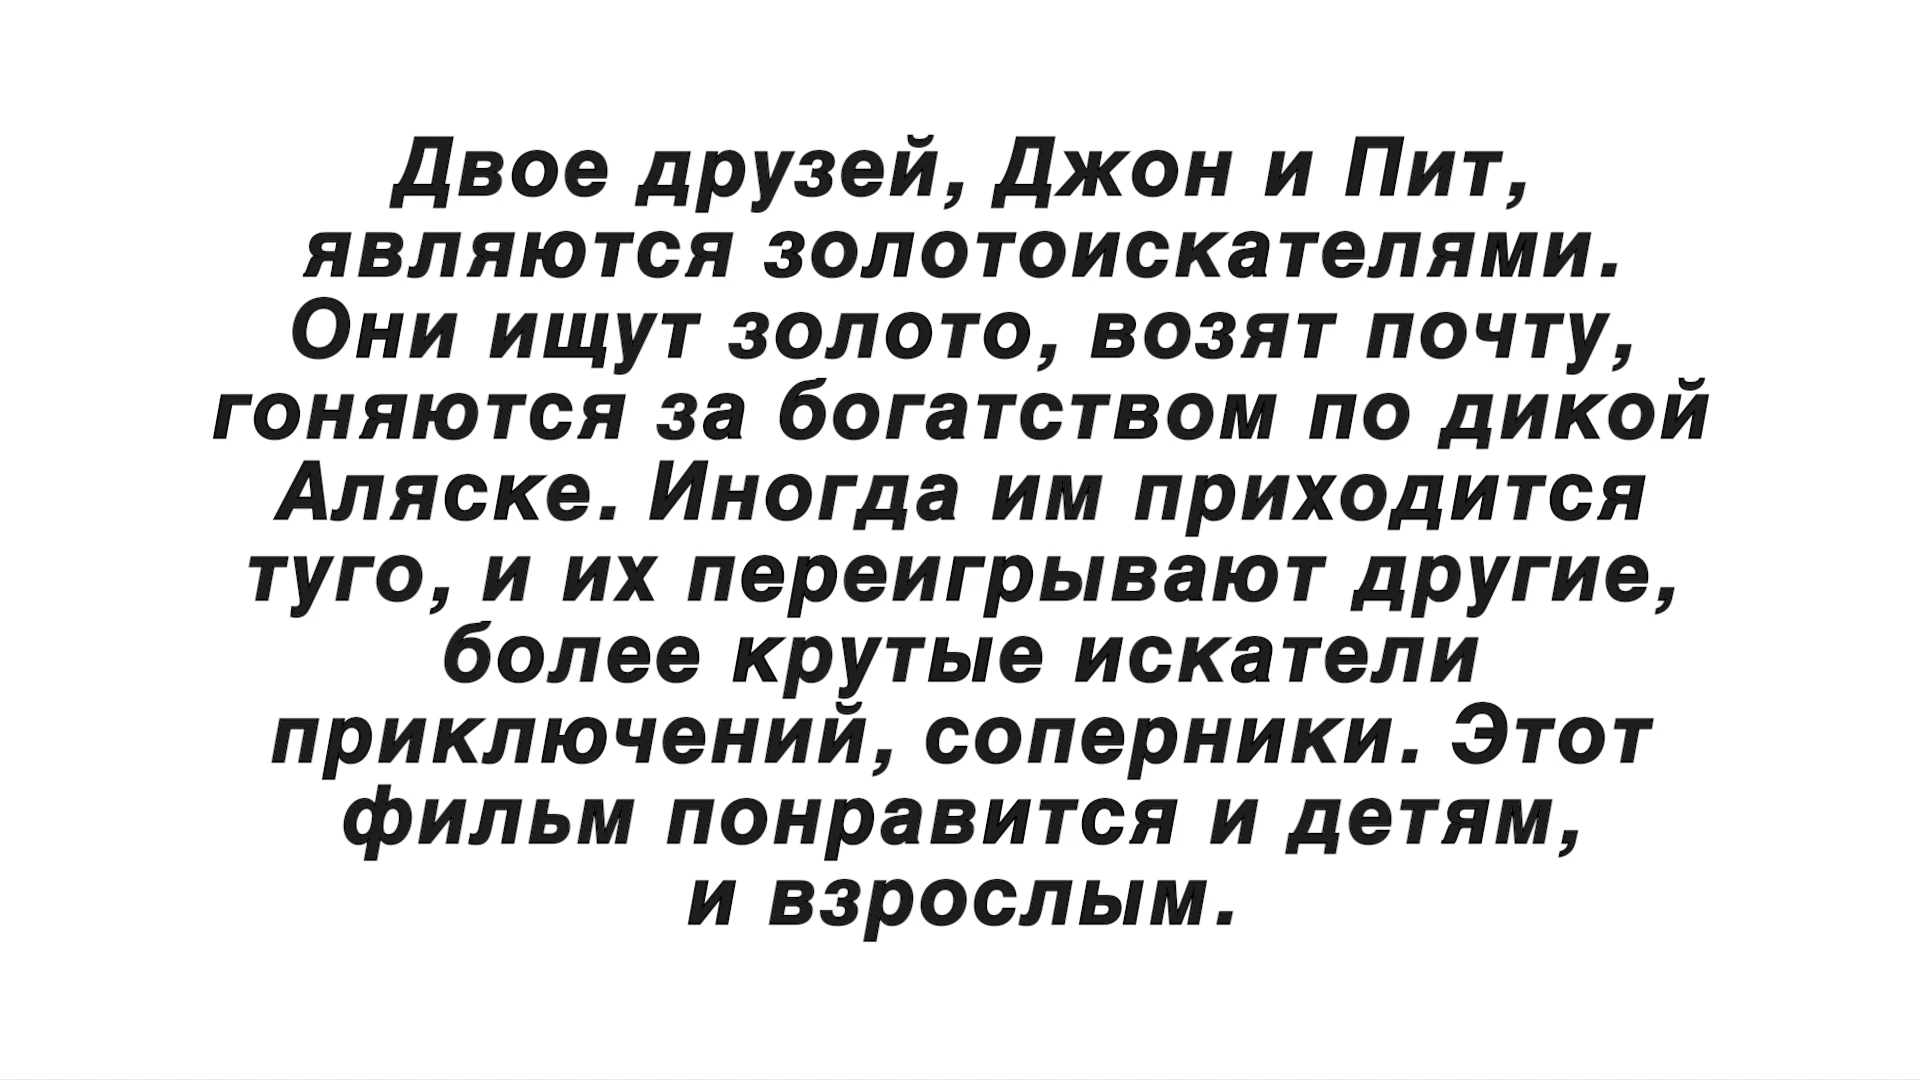 Двое друзей, Джон и Пит,
являются золотоискателями.
Они ищут золото, возят почту,
гоняются за богатством по дикой
Аляске. Иногда им приходится
туго, и их переигрывают другие,
более крутые искатели
приключений, соперники. Этот
фильм понравится и детям,
и взрослым.